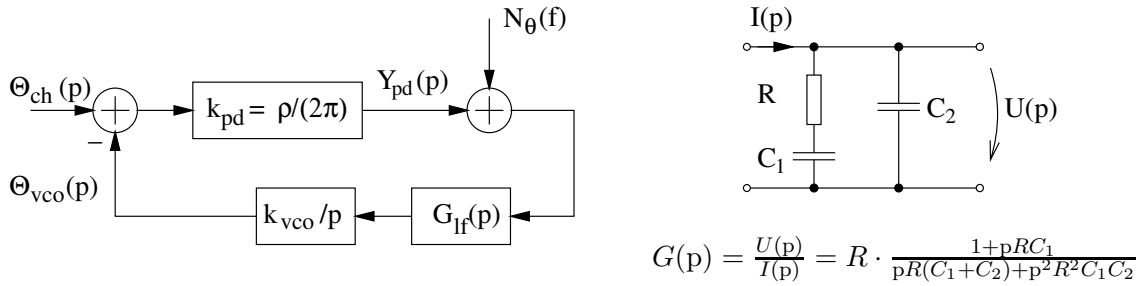 N_θ(f)
Θ_ch(p)
k_pd = ρ/(2π)
Y_pd(p)
−
Θ_vco(p)
k_vco/p
G_lf(p)
I(p)
R
C_1
C_2
U(p)
G(p) = U(p)/I(p) = R · (1+pRC_1)/(pR(C_1+C_2)+p^2R^2C_1C_2)